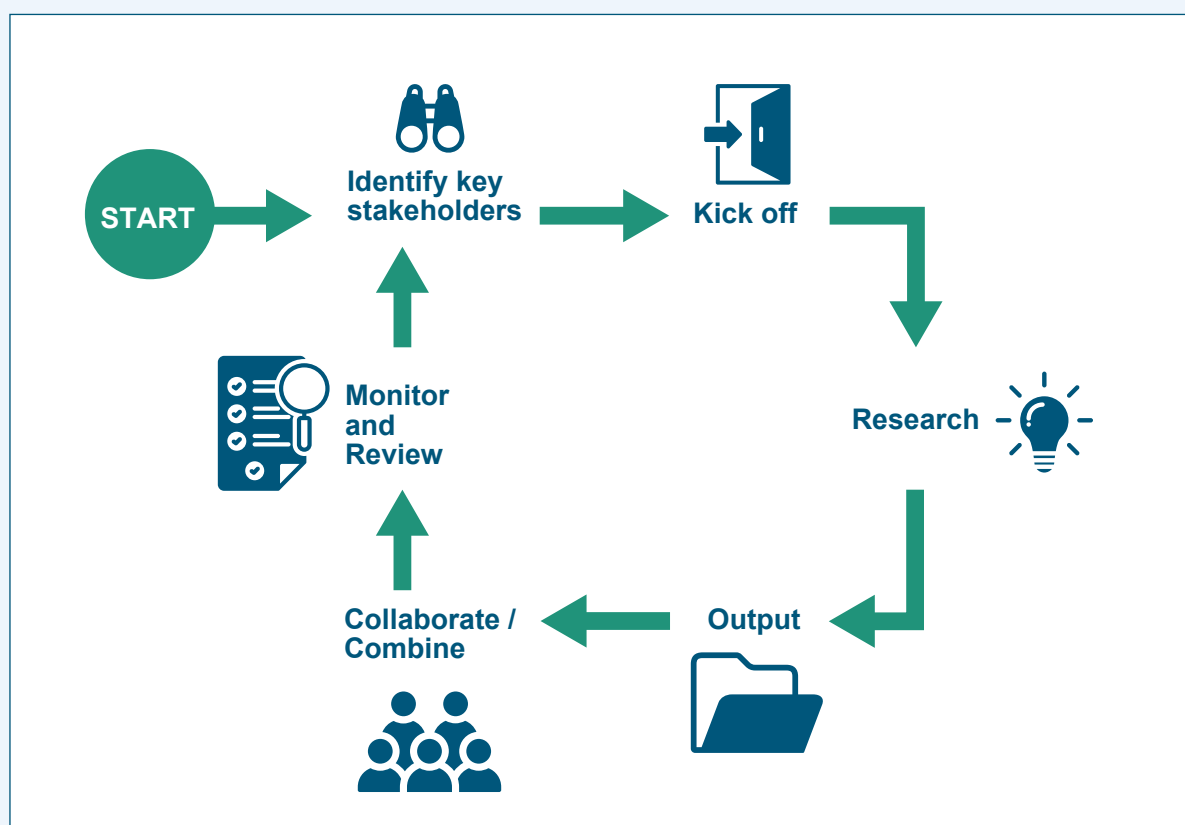 START
Identify key
stakeholders
Kick off
Research
Output
Collaborate /
Combine
Monitor
and
Review